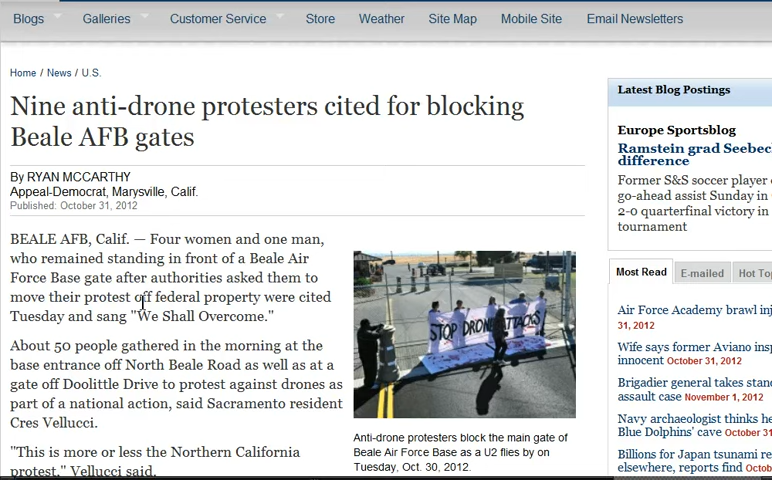 Blogs Galleries Customer Service Store Weather Site Map Mobile Site Email Newsletters
Home / News / U.S.
Nine anti-drone protesters cited for blocking
Beale AFB gates
By RYAN MCCARTHY
Appeal-Democrat, Marysville, Calif.
Published: October 31, 2012
BEALE AFB, Calif. — Four women and one man,
who remained standing in front of a Beale Air
Force Base gate after authorities asked them to
move their protest off federal property were cited
Tuesday and sang "We Shall Overcome."
About 50 people gathered in the morning at the
base entrance off North Beale Road as well as at a
gate off Doolittle Drive to protest against drones as
part of a national action, said Sacramento resident
Cres Vellucci.
"This is more or less the Northern California
protest," Vellucci said.
STOP DRONE ATTACKS!
Anti-drone protesters block the main gate of
Beale Air Force Base as a U2 flies by on
Tuesday, Oct. 30, 2012.
Latest Blog Postings
Europe Sportsblog
Ramstein grad Seebec
difference
Former S&S soccer player
go-ahead assist Sunday in
2-0 quarterfinal victory in
tournament
Most Read E-mailed Hot Top
Air Force Academy brawl inj
31, 2012
Wife says former Aviano insp
innocent October 31, 2012
Brigadier general takes stand
assault case November 1, 2012
Navy archaeologist thinks he
Blue Dolphins' cave October 31
Billions for Japan tsunami re
elsewhere, reports find Octob